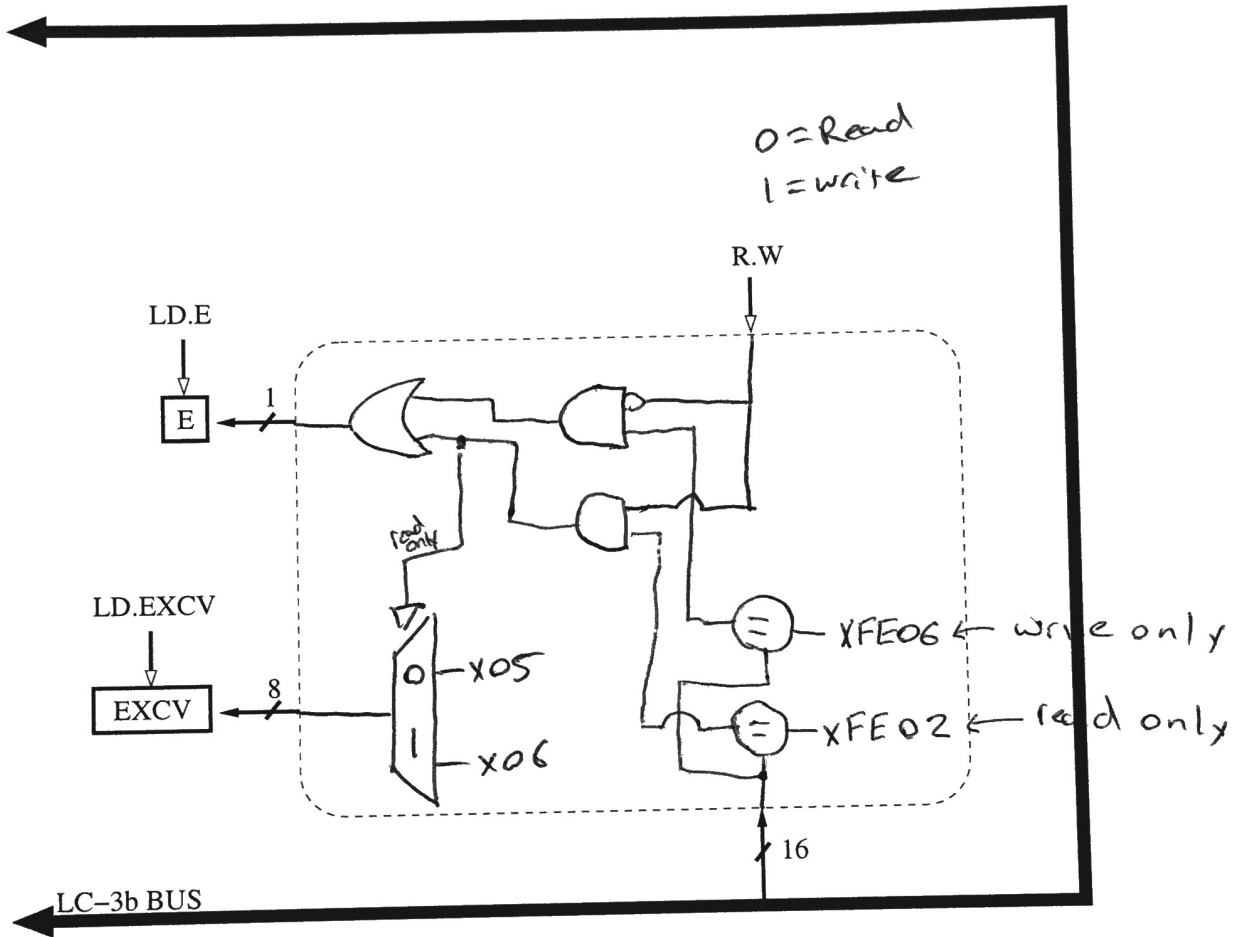 0 = Read
1 = write
R.W
LD.E
1
E
read only
LD.EXCV
XFE06 ← write only
0
X05
8
EXCV
XFE02 ← read only
1
X06
16
LC-3b BUS